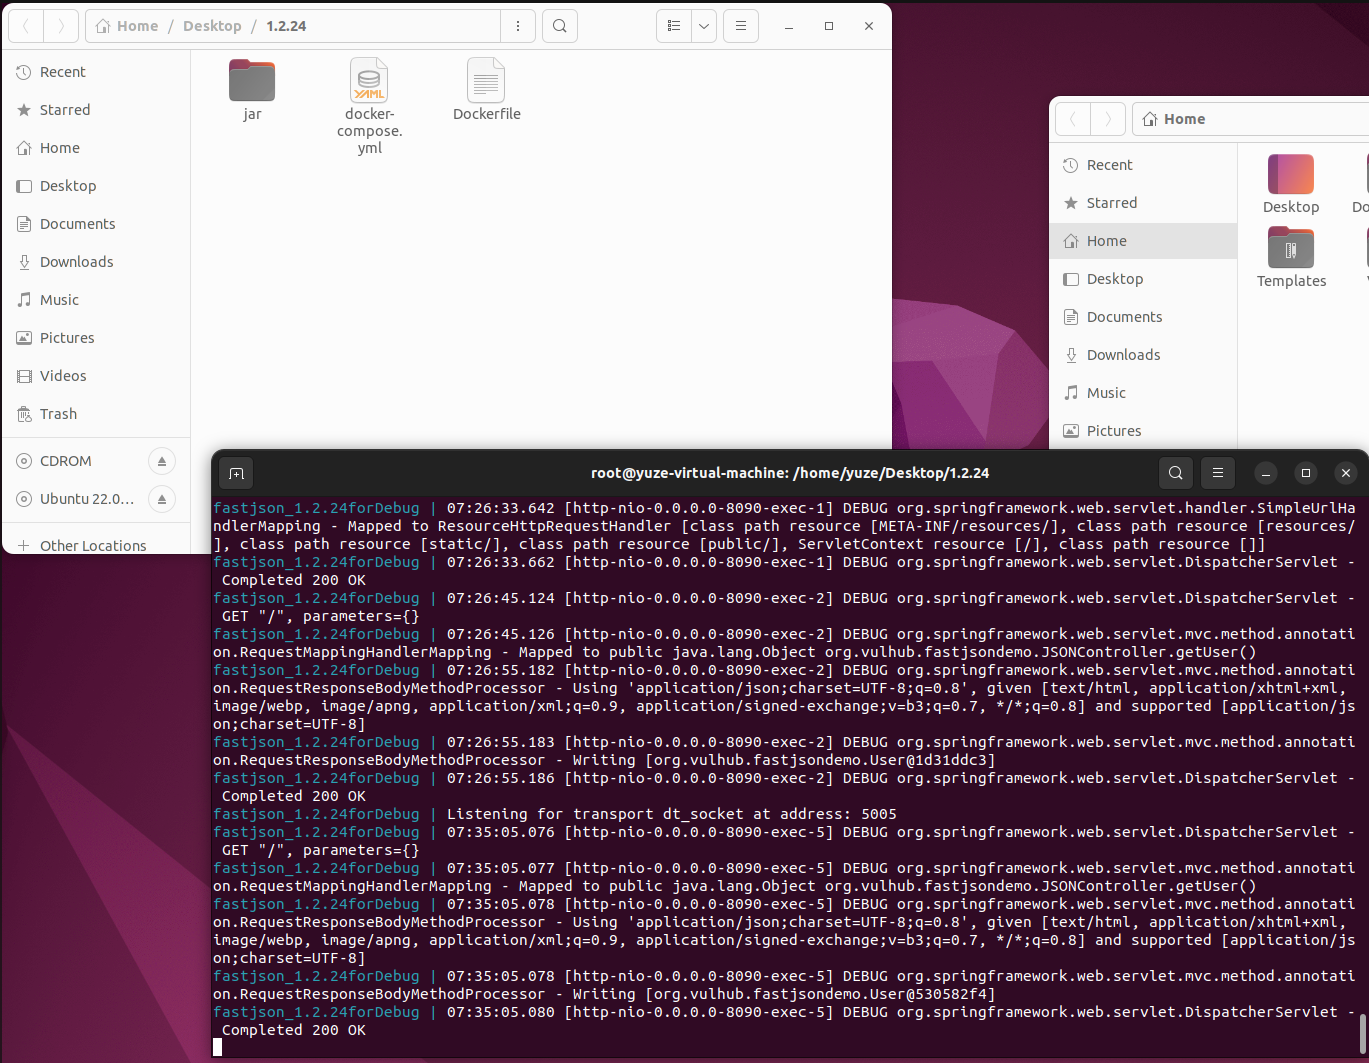 Home / Desktop / 1.2.24
Recent
Starred
Home
Desktop
Documents
Downloads
Music
Pictures
Videos
Trash
CDROM
Ubuntu 22.0...
Other Locations
jar
YAML
docker-
compose.
yml
Dockerfile
Home
Recent
Starred
Home
Desktop
Documents
Downloads
Music
Pictures
Desktop
Do
Templates
root@yuze-virtual-machine: /home/yuze/Desktop/1.2.24
fastjson_1.2.24forDebug | 07:26:33.642 [http-nio-0.0.0.0-8090-exec-1] DEBUG org.springframework.web.servlet.handler.SimpleUrlHa
ndlerMapping - Mapped to ResourceHttpRequestHandler [class path resource [META-INF/resources/], class path resource [resources/
], class path resource [static/], class path resource [public/], ServletContext resource [/], class path resource []]
fastjson_1.2.24forDebug | 07:26:33.662 [http-nio-0.0.0.0-8090-exec-1] DEBUG org.springframework.web.servlet.DispatcherServlet -
Completed 200 OK
fastjson_1.2.24forDebug | 07:26:45.124 [http-nio-0.0.0.0-8090-exec-2] DEBUG org.springframework.web.servlet.DispatcherServlet -
GET "/", parameters={}
fastjson_1.2.24forDebug | 07:26:45.126 [http-nio-0.0.0.0-8090-exec-2] DEBUG org.springframework.web.servlet.mvc.method.annotati
on.RequestMappingHandlerMapping - Mapped to public java.lang.Object org.vulhub.fastjsondemo.JSONController.getUser()
fastjson_1.2.24forDebug | 07:26:55.182 [http-nio-0.0.0.0-8090-exec-2] DEBUG org.springframework.web.servlet.mvc.method.annotati
on.RequestResponseBodyMethodProcessor - Using 'application/json;charset=UTF-8;q=0.8', given [text/html, application/xhtml+xml,
image/webp, image/apng, application/xml;q=0.9, application/signed-exchange;v=b3;q=0.7, */*;q=0.8] and supported [application/js
on;charset=UTF-8]
fastjson_1.2.24forDebug | 07:26:55.183 [http-nio-0.0.0.0-8090-exec-2] DEBUG org.springframework.web.servlet.mvc.method.annotati
on.RequestResponseBodyMethodProcessor - Writing [org.vulhub.fastjsondemo.User@1d31ddc3]
fastjson_1.2.24forDebug | 07:26:55.186 [http-nio-0.0.0.0-8090-exec-2] DEBUG org.springframework.web.servlet.DispatcherServlet -
Completed 200 OK
fastjson_1.2.24forDebug | Listening for transport dt_socket at address: 5005
fastjson_1.2.24forDebug | 07:35:05.076 [http-nio-0.0.0.0-8090-exec-5] DEBUG org.springframework.web.servlet.DispatcherServlet -
GET "/", parameters={}
fastjson_1.2.24forDebug | 07:35:05.077 [http-nio-0.0.0.0-8090-exec-5] DEBUG org.springframework.web.servlet.mvc.method.annotati
on.RequestMappingHandlerMapping - Mapped to public java.lang.Object org.vulhub.fastjsondemo.JSONController.getUser()
fastjson_1.2.24forDebug | 07:35:05.078 [http-nio-0.0.0.0-8090-exec-5] DEBUG org.springframework.web.servlet.mvc.method.annotati
on.RequestResponseBodyMethodProcessor - Using 'application/json;charset=UTF-8;q=0.8', given [text/html, application/xhtml+xml,
image/webp, image/apng, application/xml;q=0.9, application/signed-exchange;v=b3;q=0.7, */*;q=0.8] and supported [application/js
on;charset=UTF-8]
fastjson_1.2.24forDebug | 07:35:05.078 [http-nio-0.0.0.0-8090-exec-5] DEBUG org.springframework.web.servlet.mvc.method.annotati
on.RequestResponseBodyMethodProcessor - Writing [org.vulhub.fastjsondemo.User@530582f4]
fastjson_1.2.24forDebug | 07:35:05.080 [http-nio-0.0.0.0-8090-exec-5] DEBUG org.springframework.web.servlet.DispatcherServlet -
Completed 200 OK